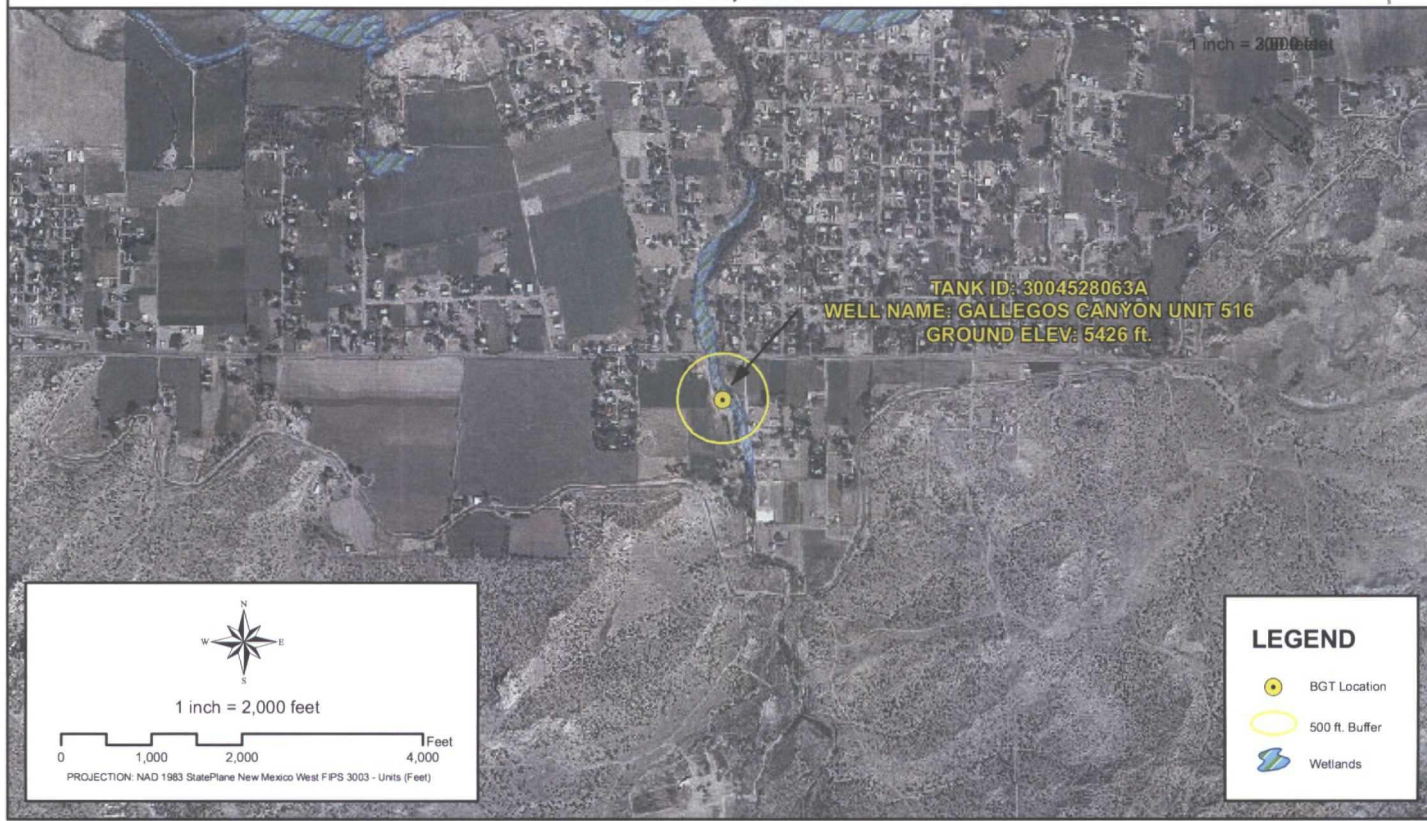 TANK ID: 3004528063A
WELL NAME: GALLEGOS CANYON UNIT 516
GROUND ELEV: 5426 ft.
N
W E
S
1 inch = 2,000 feet
0 1,000 2,000 4,000 Feet
PROJECTION: NAD 1983 StatePlane New Mexico West FIPS 3003 - Units (Feet)
LEGEND
BGT Location
500 ft. Buffer
Wetlands
1 inch =